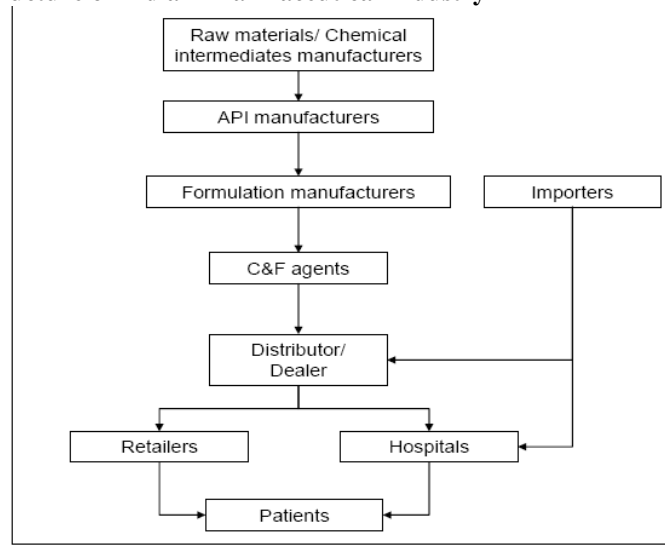 Raw materials/ Chemical
intermediates manufacturers
API manufacturers
Formulation manufacturers
Importers
C&F agents
Distributor/
Dealer
Retailers
Hospitals
Patients